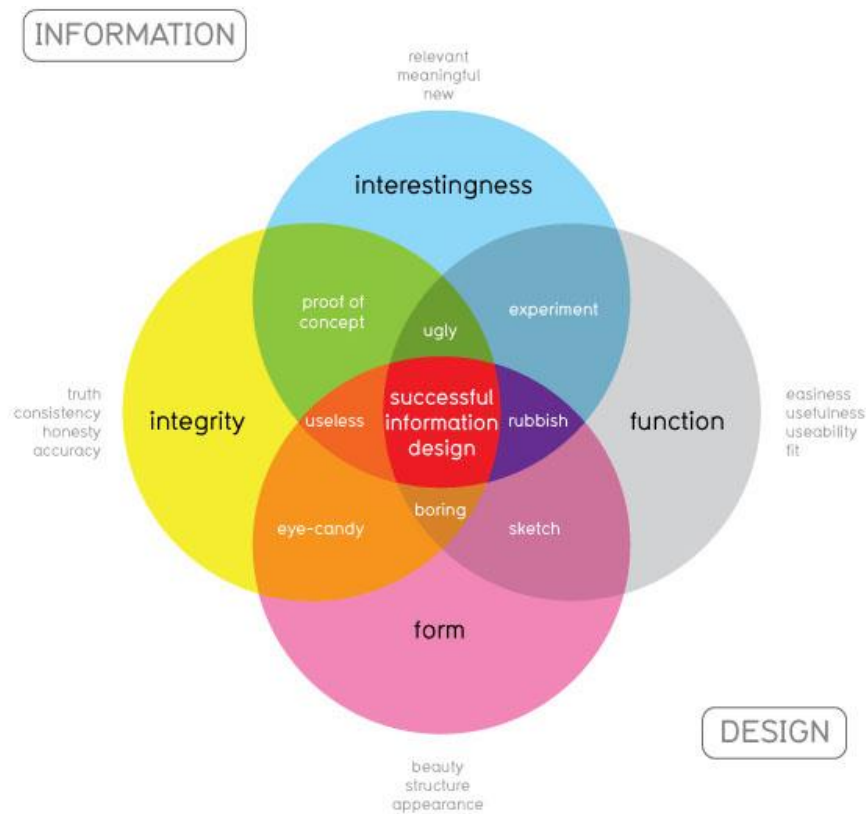 INFORMATION
relevant
meaningful
new
interestingness
proof of
concept
ugly
experiment
truth
consistency
honesty
accuracy
integrity
useless
successful
information
design
rubbish
function
easiness
usefulness
useability
fit
eye-candy
boring
sketch
form
DESIGN
beauty
structure
appearance